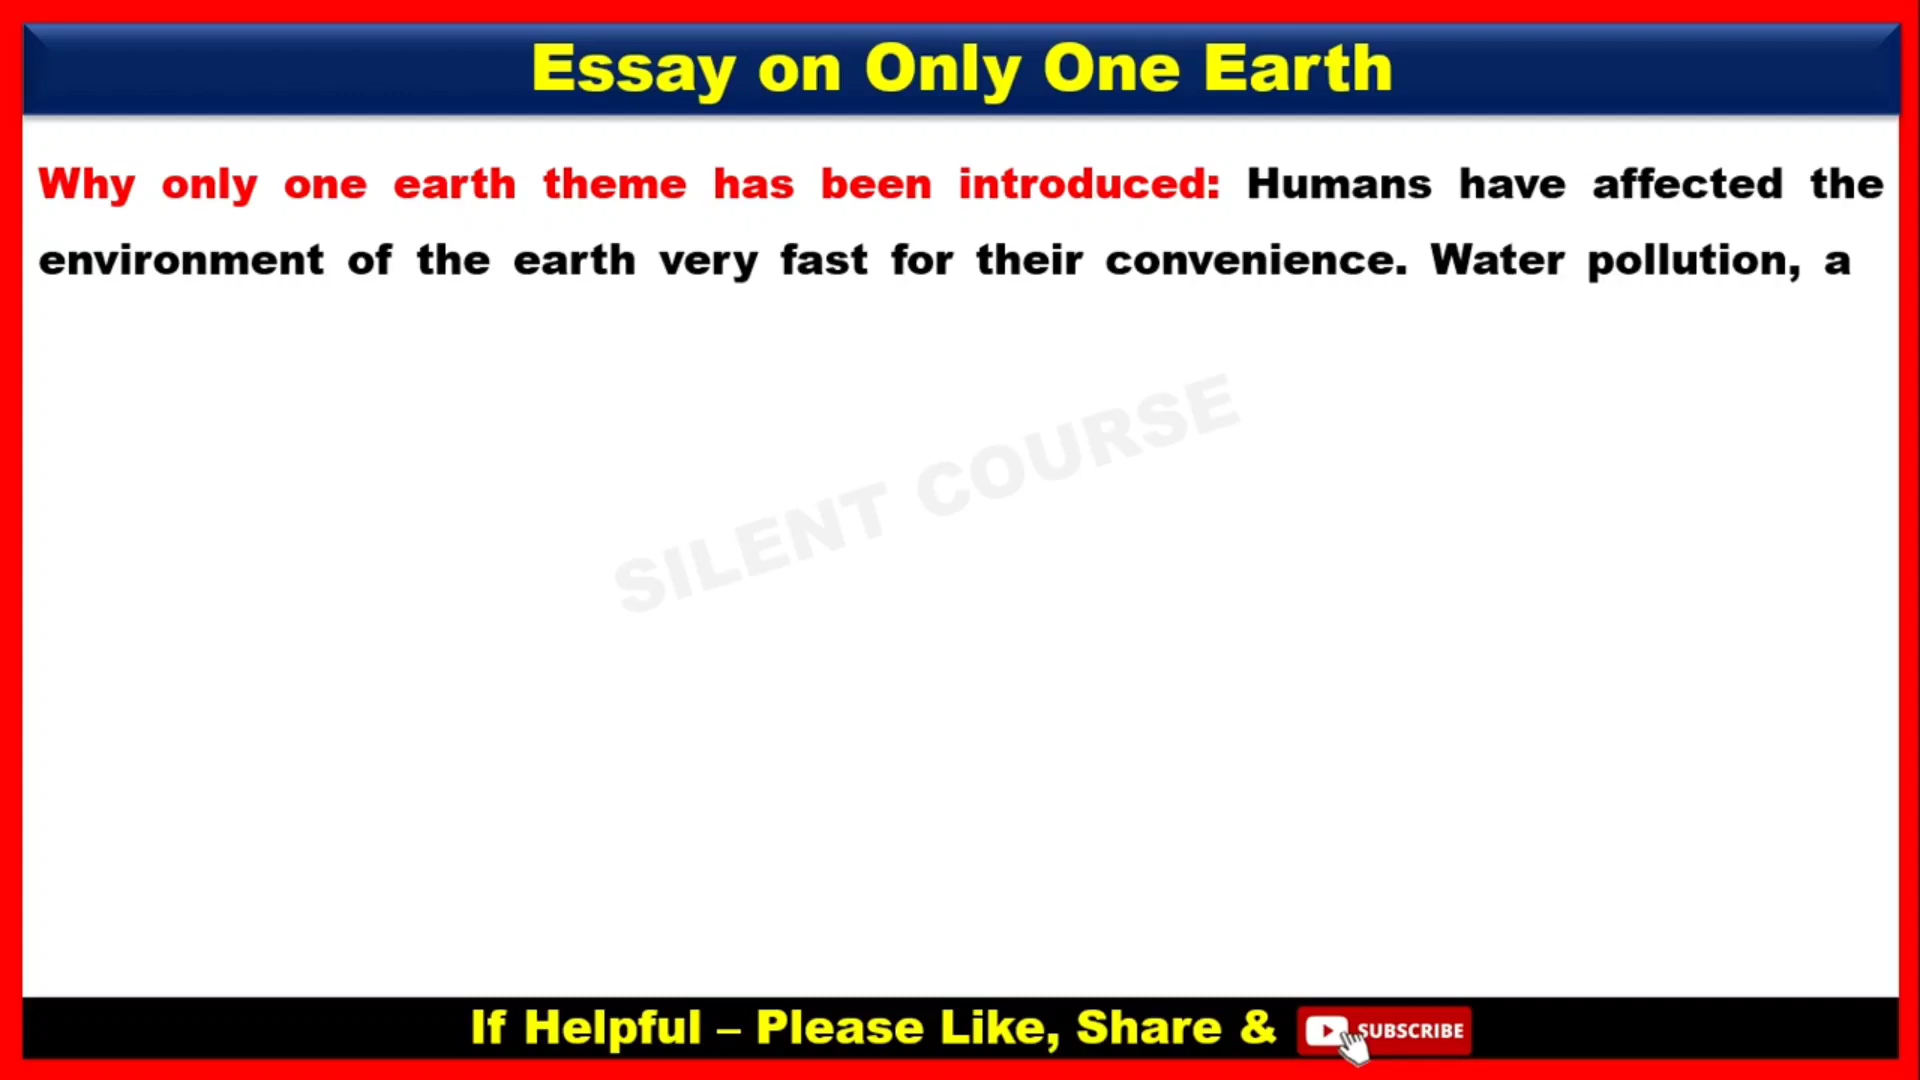 Essay on Only One Earth
Why only one earth theme has been introduced: Humans have affected the
environment of the earth very fast for their convenience. Water pollution, a
SILENT COURSE
If Helpful – Please Like, Share & SUBSCRIBE